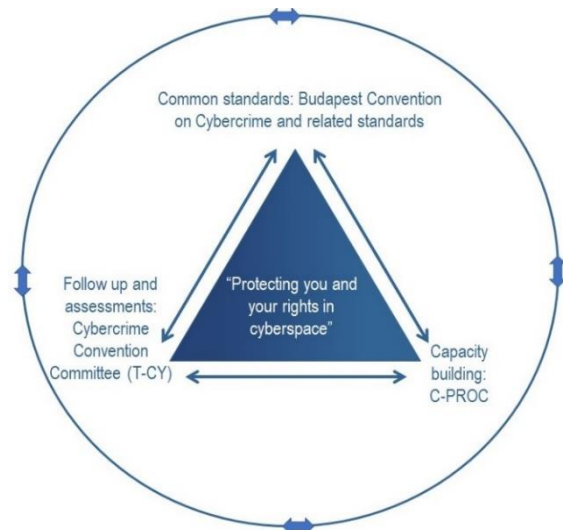 Common standards: Budapest Convention
on Cybercrime and related standards
Follow up and
assessments:
Cybercrime
Convention
Committee (T-CY)
“Protecting you and
your rights in
cyberspace”
Capacity
building:
C-PROC